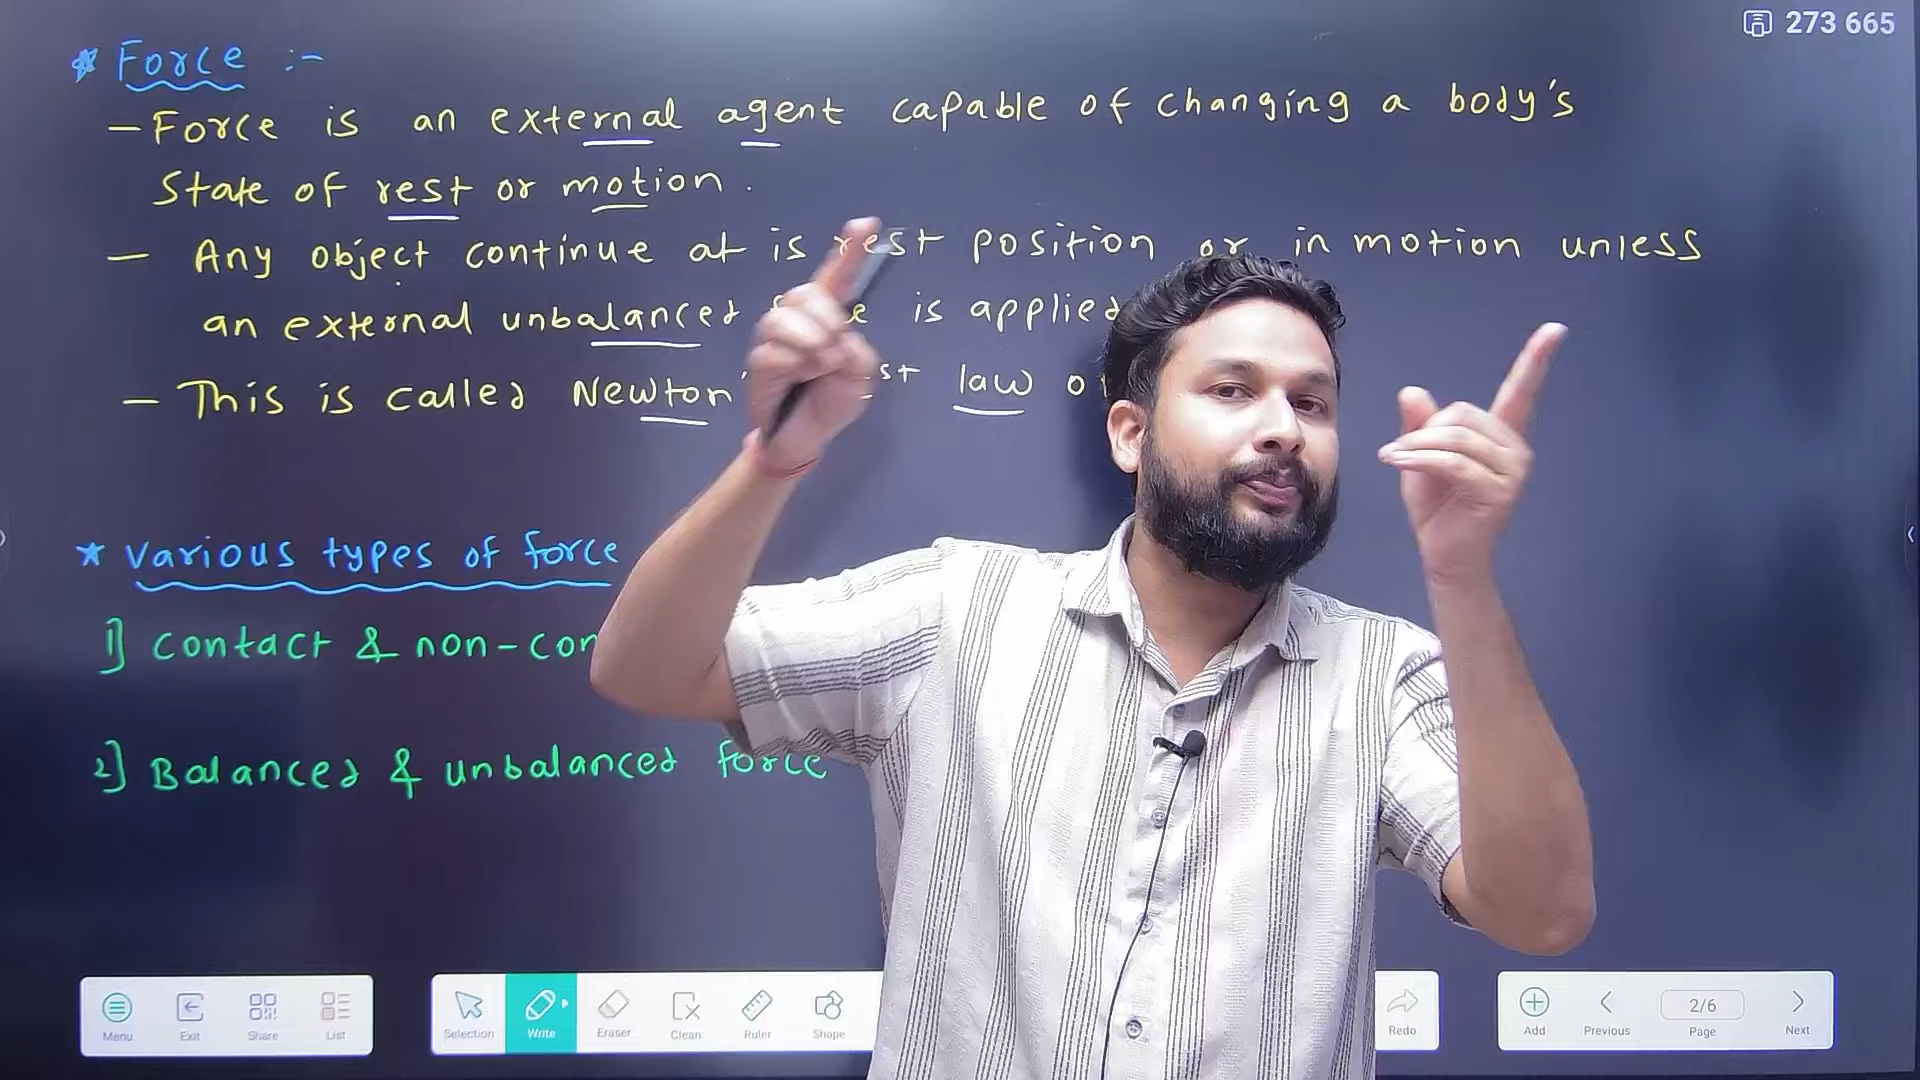 273 665
* Force :-
- Force is an external agent capable of changing a body's
State of rest or motion.
- Any object continue at is rest position or in motion unless
an external unbalanced is applied
- This is called Newton' law
* Various types of force
1] contact & non-con
2] Balanced & unbalanced force
Menu Exit Share List Selection Write Eraser Clean Ruler Shape Redo Add Previous 2/6 Page Next